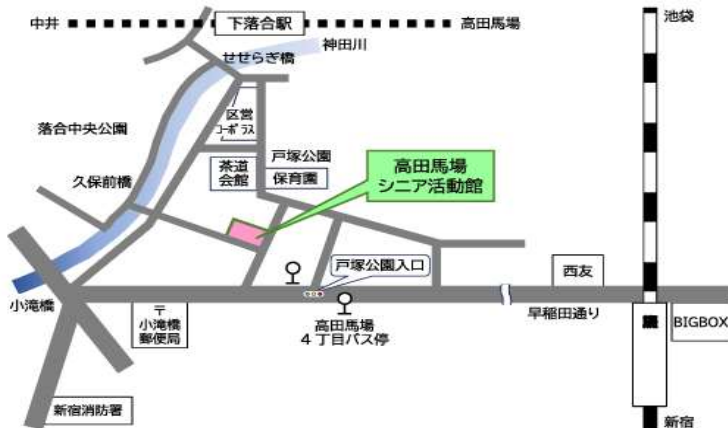 池袋
中井
下落合駅
高田馬場
神田川
せせらぎ橋
区営
コーポラス
落合中央公園
戸塚公園
茶道
会館
保育園
高田馬場
シニア活動館
久保前橋
戸塚公園入口
西友
小滝橋
〒
小滝橋
郵便局
高田馬場
4丁目バス停
早稲田通り
BIGBOX
新宿消防署
新宿